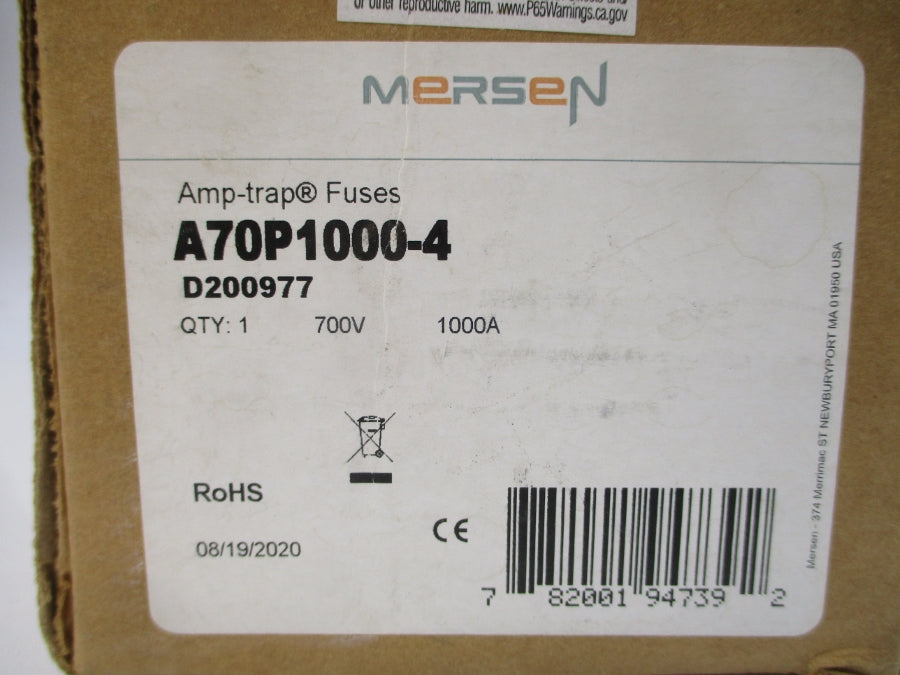 or other reproductive harm. www.P65Warnings.ca.gov
MERSEN
Amp-trap® Fuses
A70P1000-4
D200977
QTY: 1 700V 1000A
RoHS
08/19/2020
CE
7 82001 94739 2
Mersen - 374 Merrimac ST NEWBURYPORT MA 01950 USA